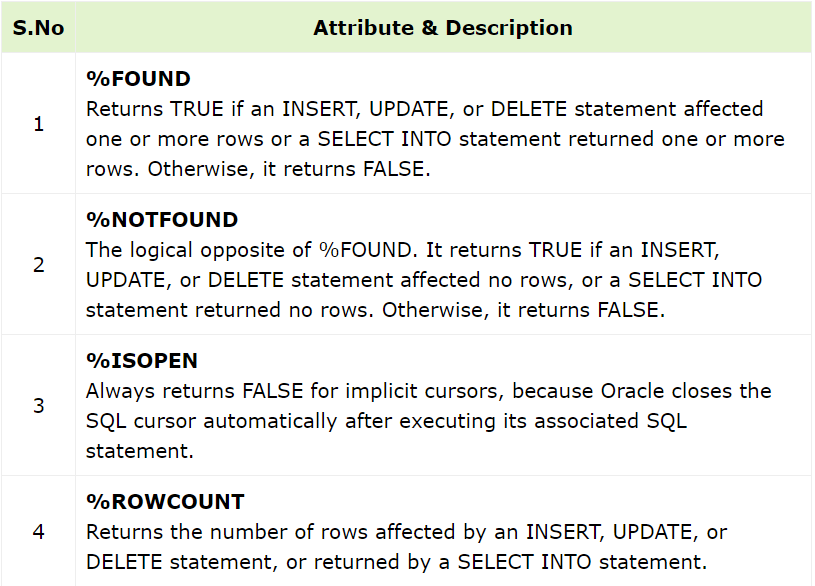 S.No Attribute & Description
%FOUND
Returns TRUE if an INSERT, UPDATE, or DELETE statement affected
1
one or more rows or a SELECT INTO statement returned one or more
rows. Otherwise, it returns FALSE.
%NOTFOUND
The logical opposite of %FOUND. It returns TRUE if an INSERT,
2
UPDATE, or DELETE statement affected no rows, or a SELECT INTO
statement returned no rows. Otherwise, it returns FALSE.
%ISOPEN
Always returns FALSE for implicit cursors, because Oracle closes the
3
SQL cursor automatically after executing its associated SQL
statement.
%ROWCOUNT
4
Returns the number of rows affected by an INSERT, UPDATE, or
DELETE statement, or returned by a SELECT INTO statement.